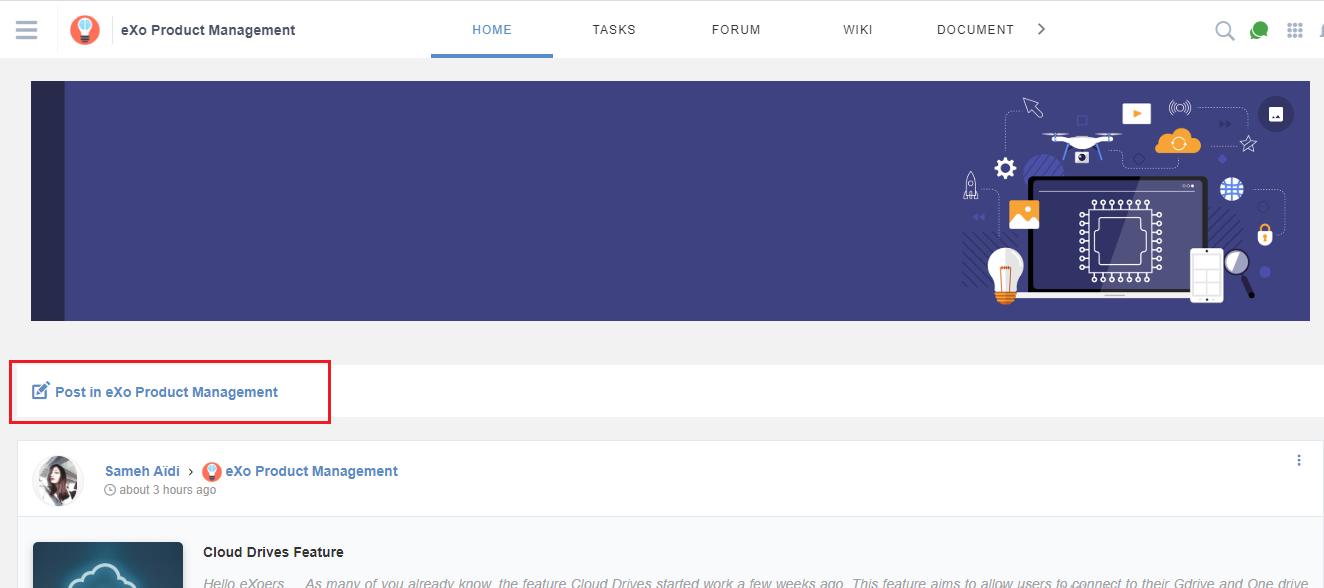 eXo Product Management
HOME
TASKS
FORUM
WIKI
DOCUMENT
Post in eXo Product Management
Sameh Aïdi › eXo Product Management
about 3 hours ago
Cloud Drives Feature
Hello eXoers As many of you already know, the feature Cloud Drives started work a few weeks ago. This feature aims to allow users to connect to their Gdrive and One drive